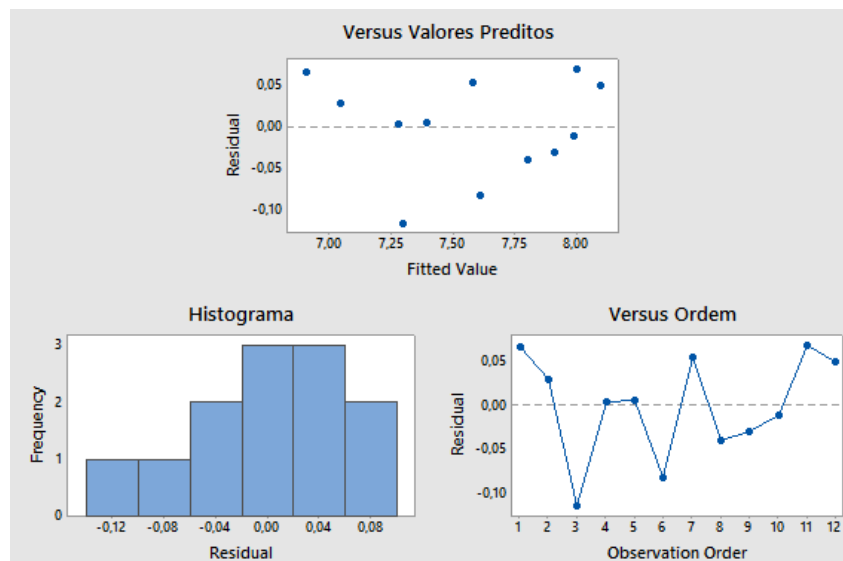 Versus Valores Preditos
Residual
0,05
0,00
-0,05
-0,10
7,00 7,25 7,50 7,75 8,00
Fitted Value
Histograma
Frequency
3
2
1
0
-0,12 -0,08 -0,04 0,00 0,04 0,08
Residual
Versus Ordem
Residual
0,05
0,00
-0,05
-0,10
1 2 3 4 5 6 7 8 9 10 11 12
Observation Order